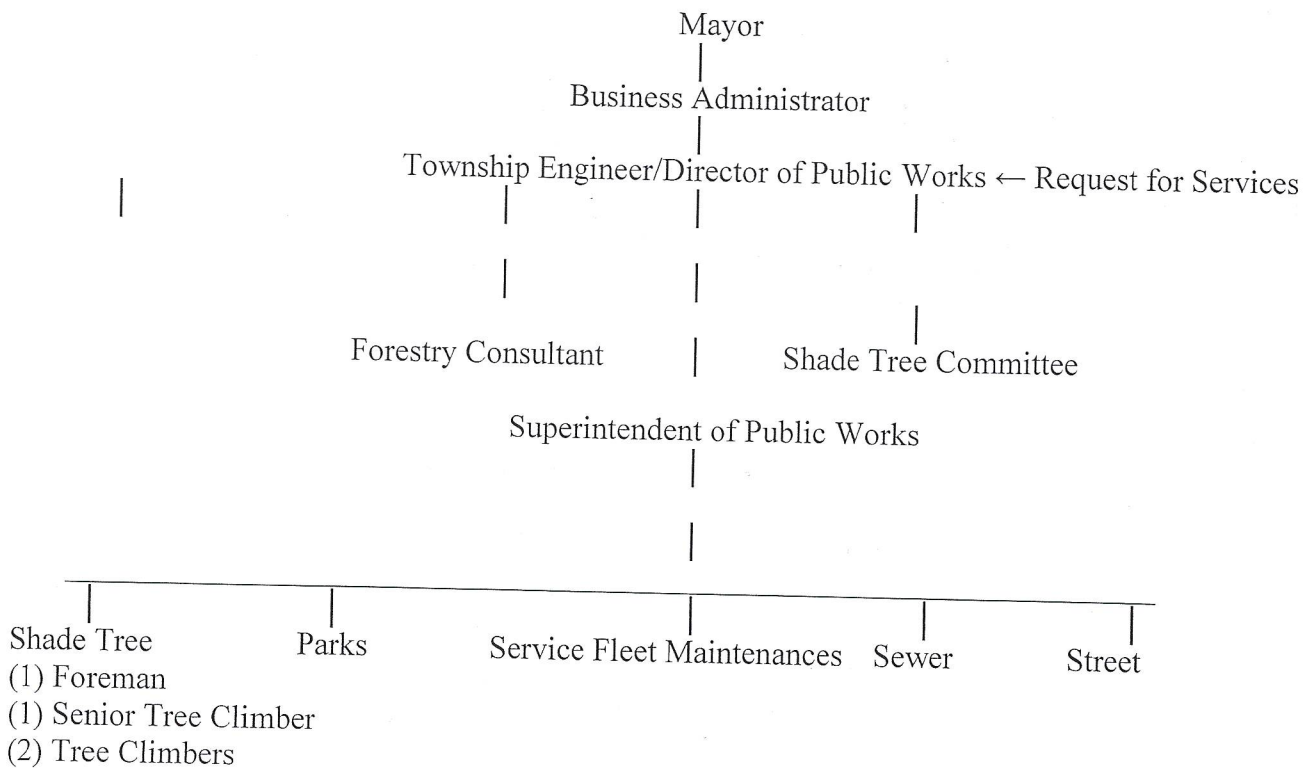 Mayor
Business Administrator
Township Engineer/Director of Public Works ← Request for Services
Forestry Consultant
Shade Tree Committee
Superintendent of Public Works
Shade Tree
Parks
Service Fleet Maintenances
Sewer
Street
(1) Foreman
(1) Senior Tree Climber
(2) Tree Climbers